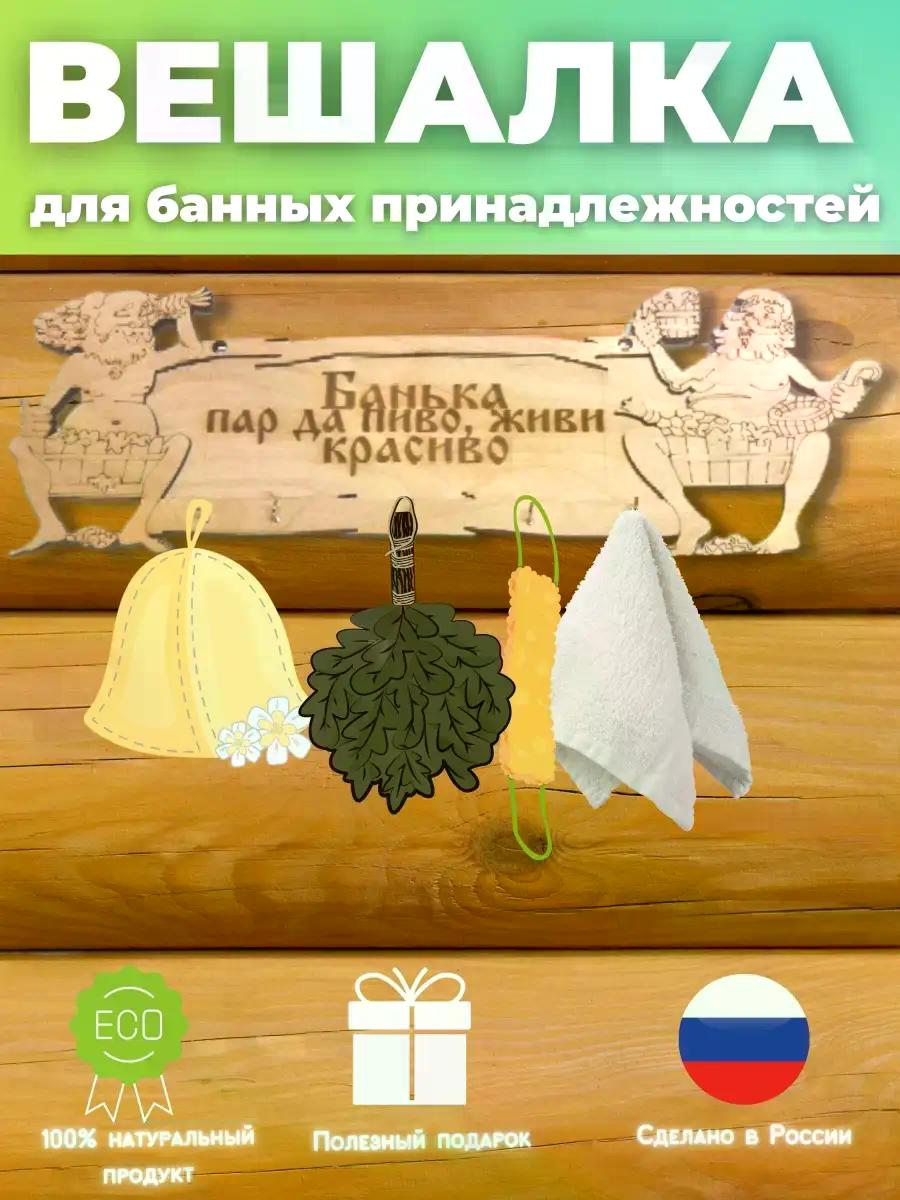 ВЕШАЛКА
для банных принадлежностей
Банька
пар да пиво, живи
красиво
ECO
100% натуральный
продукт
Полезный подарок
Сделано в России